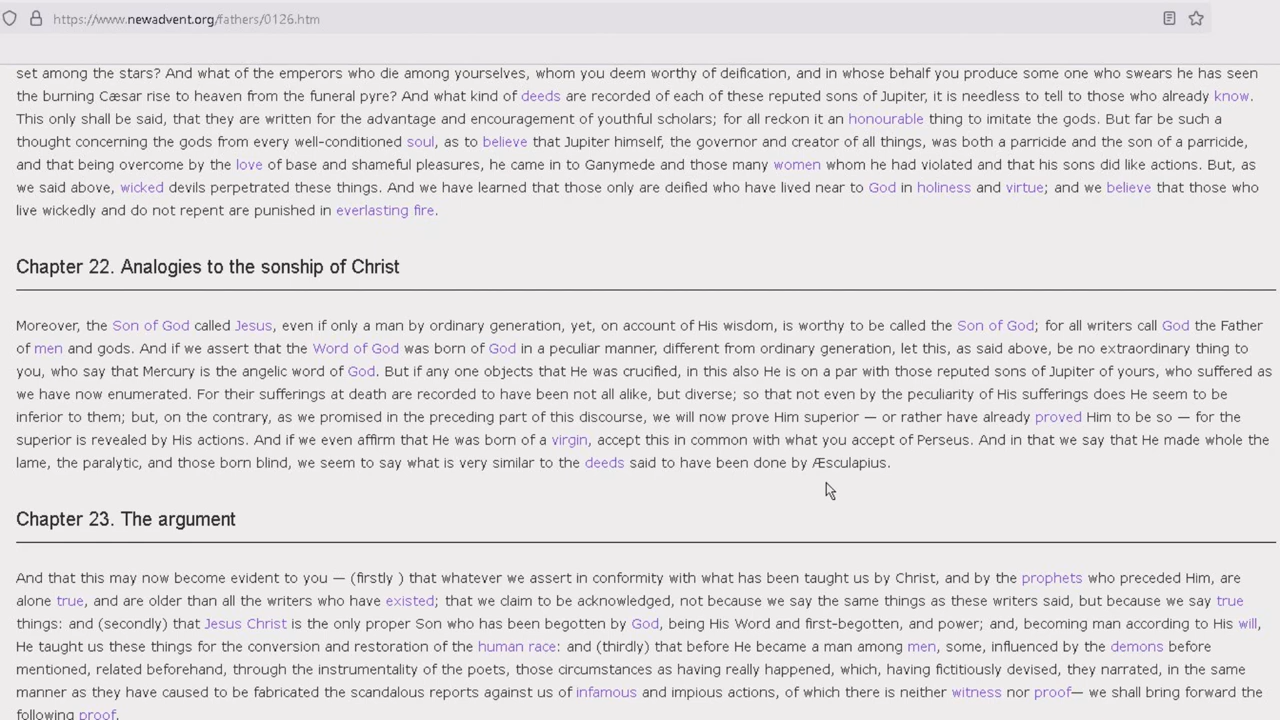 https://www.newadvent.org/fathers/0126.htm
set among the stars? And what of the emperors who die among yourselves, whom you deem worthy of deification, and in whose behalf you produce some one who swears he has seen
the burning Cæsar rise to heaven from the funeral pyre? And what kind of deeds are recorded of each of these reputed sons of Jupiter, it is needless to tell to those who already know.
This only shall be said, that they are written for the advantage and encouragement of youthful scholars; for all reckon it an honourable thing to imitate the gods. But far be such a
thought concerning the gods from every well-conditioned soul, as to believe that Jupiter himself, the governor and creator of all things, was both a parricide and the son of a parricide,
and that being overcome by the love of base and shameful pleasures, he came in to Ganymede and those many women whom he had violated and that his sons did like actions. But, as
we said above, wicked devils perpetrated these things. And we have learned that those only are deified who have lived near to God in holiness and virtue; and we believe that those who
live wickedly and do not repent are punished in everlasting fire.
Chapter 22. Analogies to the sonship of Christ
Moreover, the Son of God called Jesus, even if only a man by ordinary generation, yet, on account of His wisdom, is worthy to be called the Son of God; for all writers call God the Father
of men and gods. And if we assert that the Word of God was born of God in a peculiar manner, different from ordinary generation, let this, as said above, be no extraordinary thing to
you, who say that Mercury is the angelic word of God. But if any one objects that He was crucified, in this also He is on a par with those reputed sons of Jupiter of yours, who suffered as
we have now enumerated. For their sufferings at death are recorded to have been not all alike, but diverse; so that not even by the peculiarity of His sufferings does He seem to be
inferior to them; but, on the contrary, as we promised in the preceding part of this discourse, we will now prove Him superior — or rather have already proved Him to be so — for the
superior is revealed by His actions. And if we even affirm that He was born of a virgin, accept this in common with what you accept of Perseus. And in that we say that He made whole the
lame, the paralytic, and those born blind, we seem to say what is very similar to the deeds said to have been done by Æsculapius.
Chapter 23. The argument
And that this may now become evident to you — (firstly ) that whatever we assert in conformity with what has been taught us by Christ, and by the prophets who preceded Him, are
alone true, and are older than all the writers who have existed; that we claim to be acknowledged, not because we say the same things as these writers said, but because we say true
things: and (secondly) that Jesus Christ is the only proper Son who has been begotten by God, being His Word and first-begotten, and power; and, becoming man according to His will,
He taught us these things for the conversion and restoration of the human race: and (thirdly) that before He became a man among men, some, influenced by the demons before
mentioned, related beforehand, through the instrumentality of the poets, those circumstances as having really happened, which, having fictitiously devised, they narrated, in the same
manner as they have caused to be fabricated the scandalous reports against us of infamous and impious actions, of which there is neither witness nor proof— we shall bring forward the
following proof.